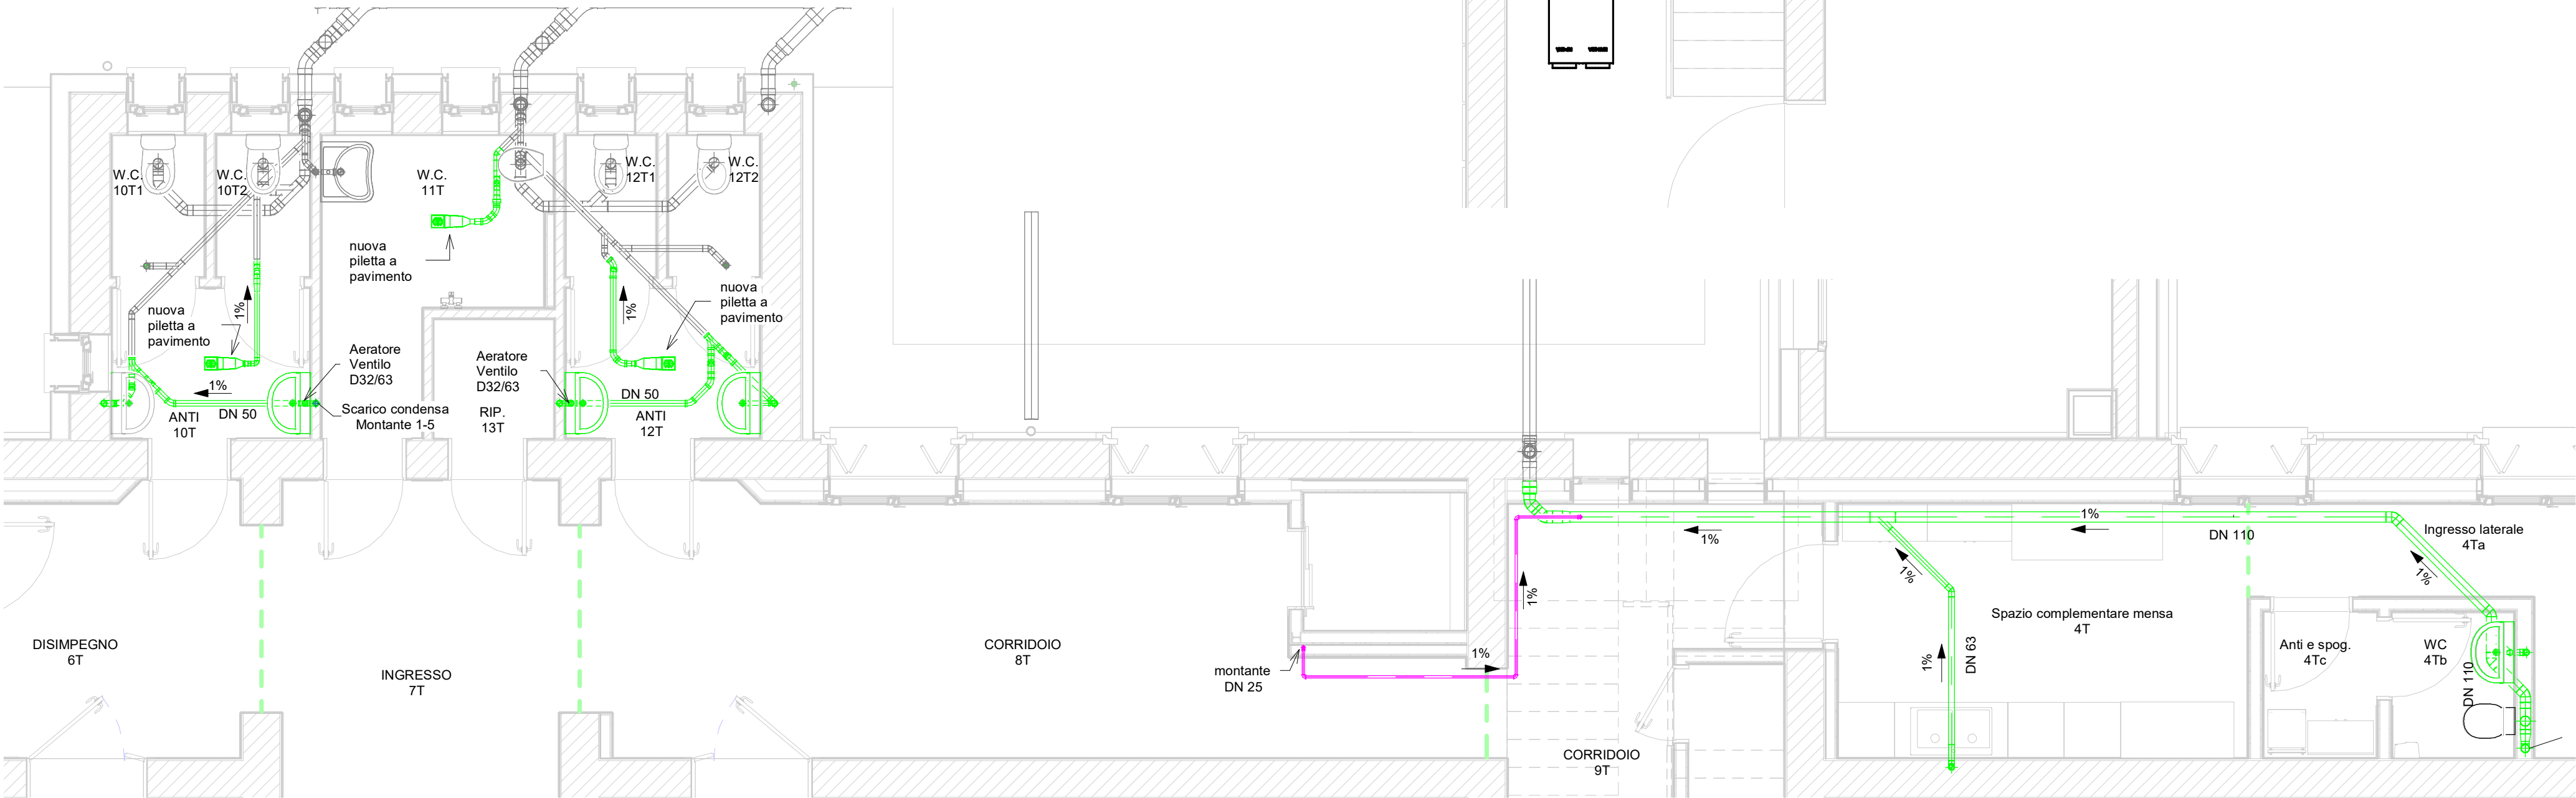 W.C.
10T1
W.C.
10T2
W.C.
11T
W.C.
12T1
W.C.
12T2
nuova
piletta a
pavimento
nuova
piletta a
pavimento
nuova
piletta a
pavimento
1%
1%
Aeratore
Ventilo
D32/63
Aeratore
Ventilo
D32/63
1%
DN 50
ANTI
10T
Scarico condensa
Montante 1-5
RIP.
13T
DN 50
ANTI
12T
DISIMPEGNO
6T
INGRESSO
7T
CORRIDOIO
8T
montante
DN 25
1%
1%
1%
CORRIDOIO
9T
1%
DN 110
1%
1%
DN 63
Spazio complementare mensa
4T
Ingresso laterale
4Ta
1%
Anti e spog.
4Tc
WC
4Tb
DN 110